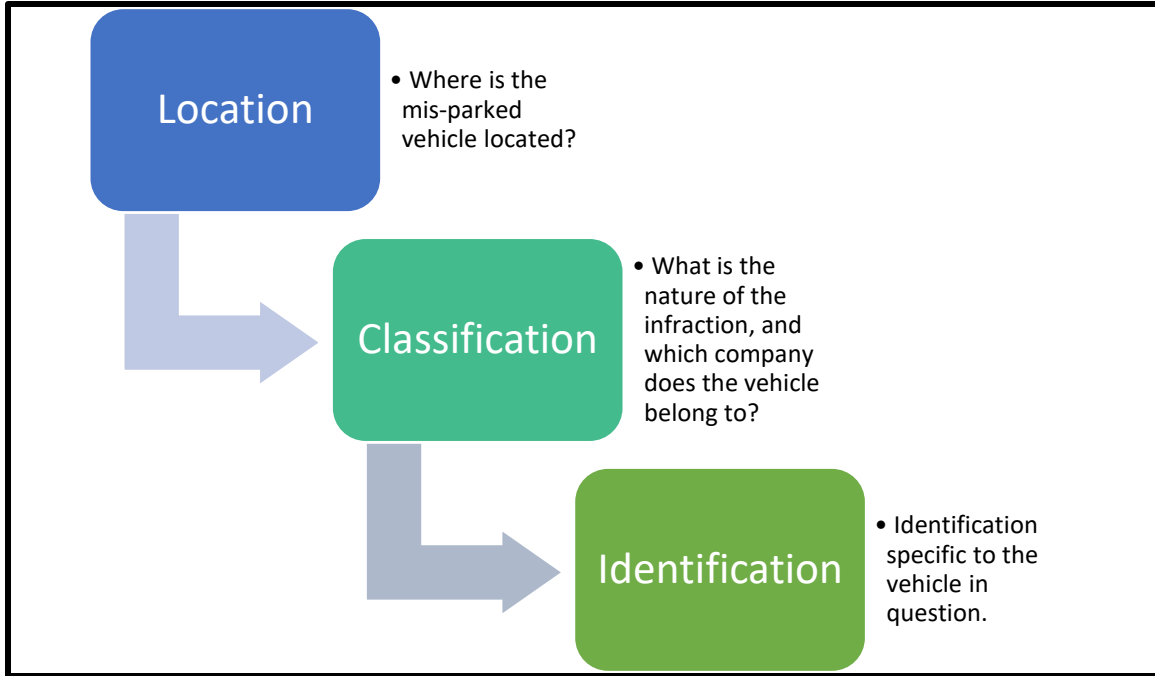 Location
• Where is the
mis-parked
vehicle located?
Classification
• What is the
nature of the
infraction, and
which company
does the vehicle
belong to?
Identification
• Identification
specific to the
vehicle in
question.